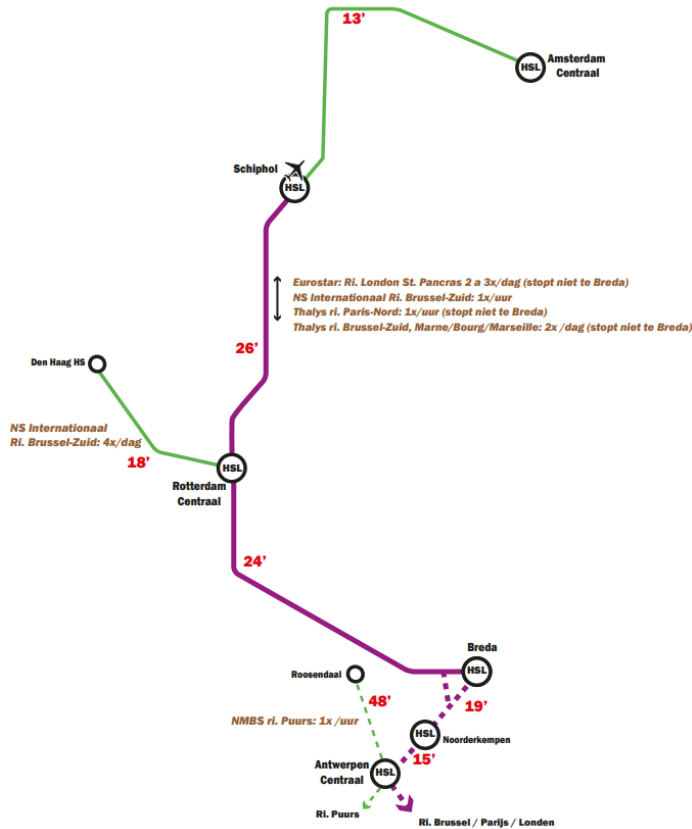 13'
HSL
Amsterdam
Centraal
Schiphol
HSL
Eurostar: Ri. London St. Pancras 2 a 3x/dag (stopt niet te Breda)
NS Internationaal Ri. Brussel-Zuid: 1x/uur
Thalys ri. Paris-Nord: 1x/uur (stopt niet te Breda)
Thalys ri. Brussel-Zuid, Marne/Bourg/Marseille: 2x /dag (stopt niet te Breda)
26'
Den Haag HS
NS Internationaal
Ri. Brussel-Zuid: 4x/dag
18'
HSL
Rotterdam
Centraal
24'
Breda
HSL
Roosendaal
48'
19'
NMBS ri. Puurs: 1x /uur
HSL
Noorderkempen
15'
Antwerpen
Centraal
HSL
Ri. Puurs
Ri. Brussel / Parijs / Londen